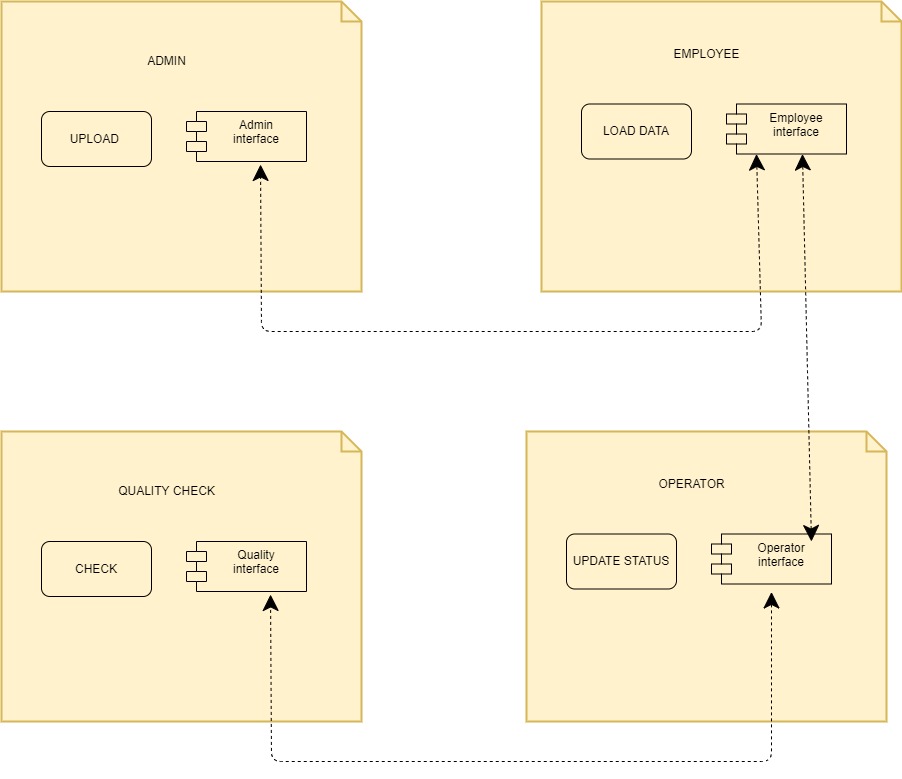 ADMIN
UPLOAD
Admin
interface
EMPLOYEE
LOAD DATA
Employee
interface
QUALITY CHECK
CHECK
Quality
interface
OPERATOR
UPDATE STATUS
Operator
interface